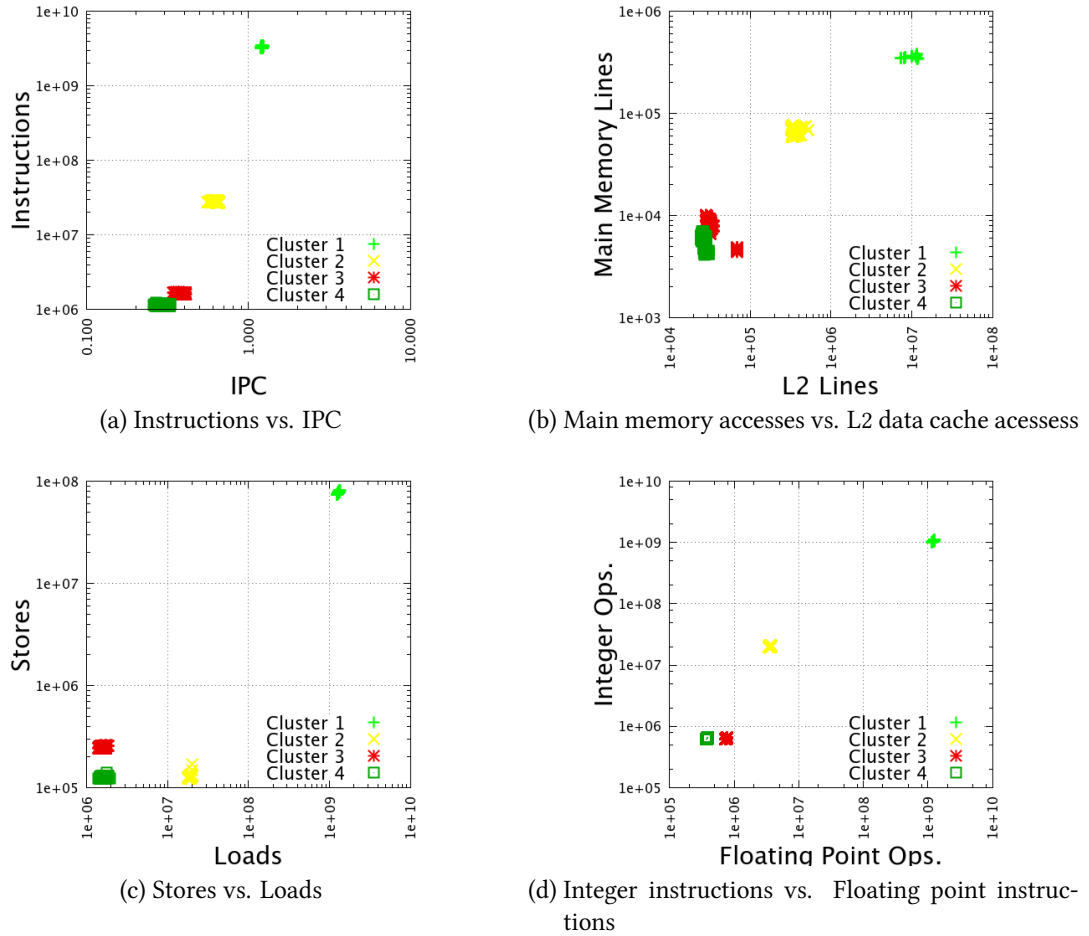 1e+10
1e+09
1e+08
1e+07
1e+06
Instructions
Cluster 1
Cluster 2
Cluster 3
Cluster 4
0.100
1.000
10.000
IPC
(a) Instructions vs. IPC
1e+06
1e+05
1e+04
1e+03
Main Memory Lines
Cluster 1
Cluster 2
Cluster 3
Cluster 4
1e+04
1e+05
1e+06
1e+07
1e+08
L2 Lines
(b) Main memory accesses vs. L2 data cache acessess
1e+08
1e+07
1e+06
1e+05
Stores
Cluster 1
Cluster 2
Cluster 3
Cluster 4
1e+06
1e+07
1e+08
1e+09
1e+10
Loads
(c) Stores vs. Loads
1e+10
1e+09
1e+08
1e+07
1e+06
1e+05
Integer Ops.
Cluster 1
Cluster 2
Cluster 3
Cluster 4
1e+05
1e+06
1e+07
1e+08
1e+09
1e+10
Floating Point Ops.
(d) Integer instructions vs. Floating point instruc-
tions